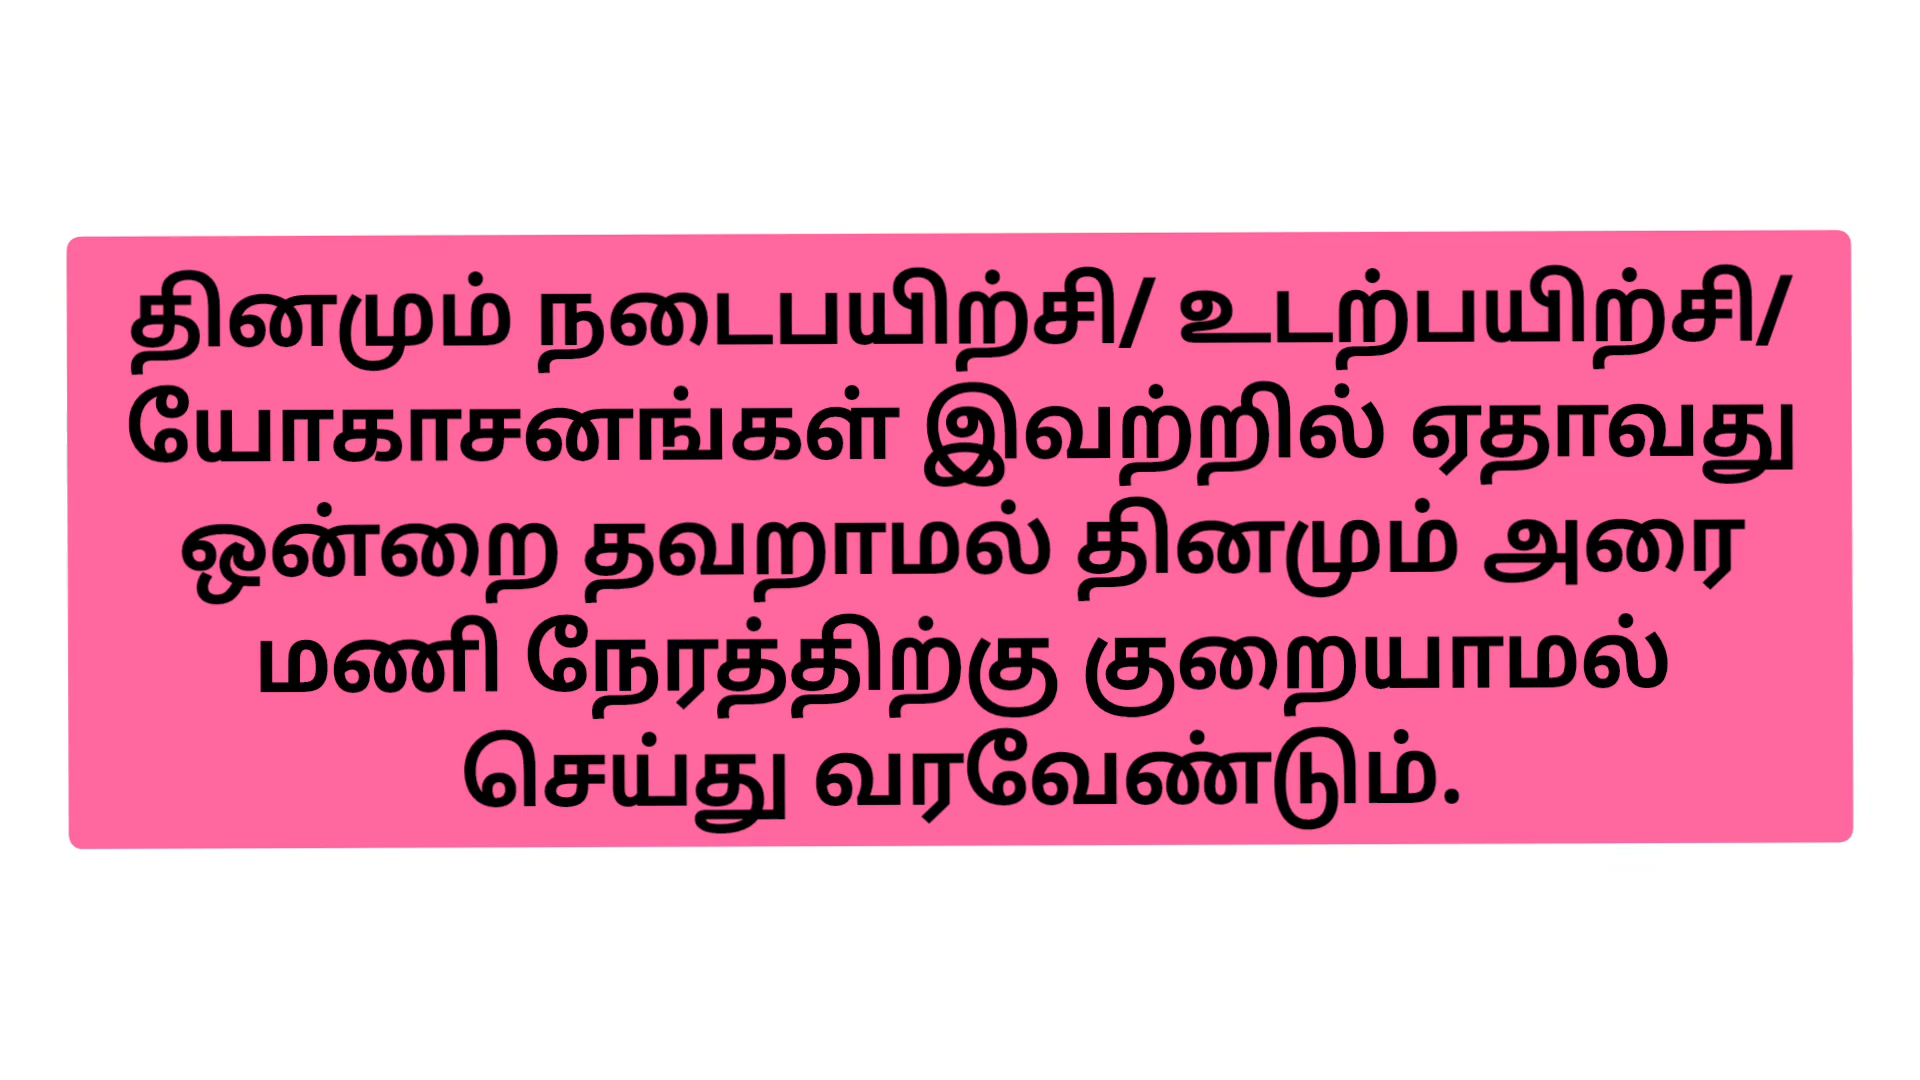 தினமும் நடைபயிற்சி/ உடற்பயிற்சி/
யோகாசனங்கள் இவற்றில் ஏதாவது
ஒன்றை தவறாமல் தினமும் அரை
மணி நேரத்திற்கு குறையாமல்
செய்து வரவேண்டும்.